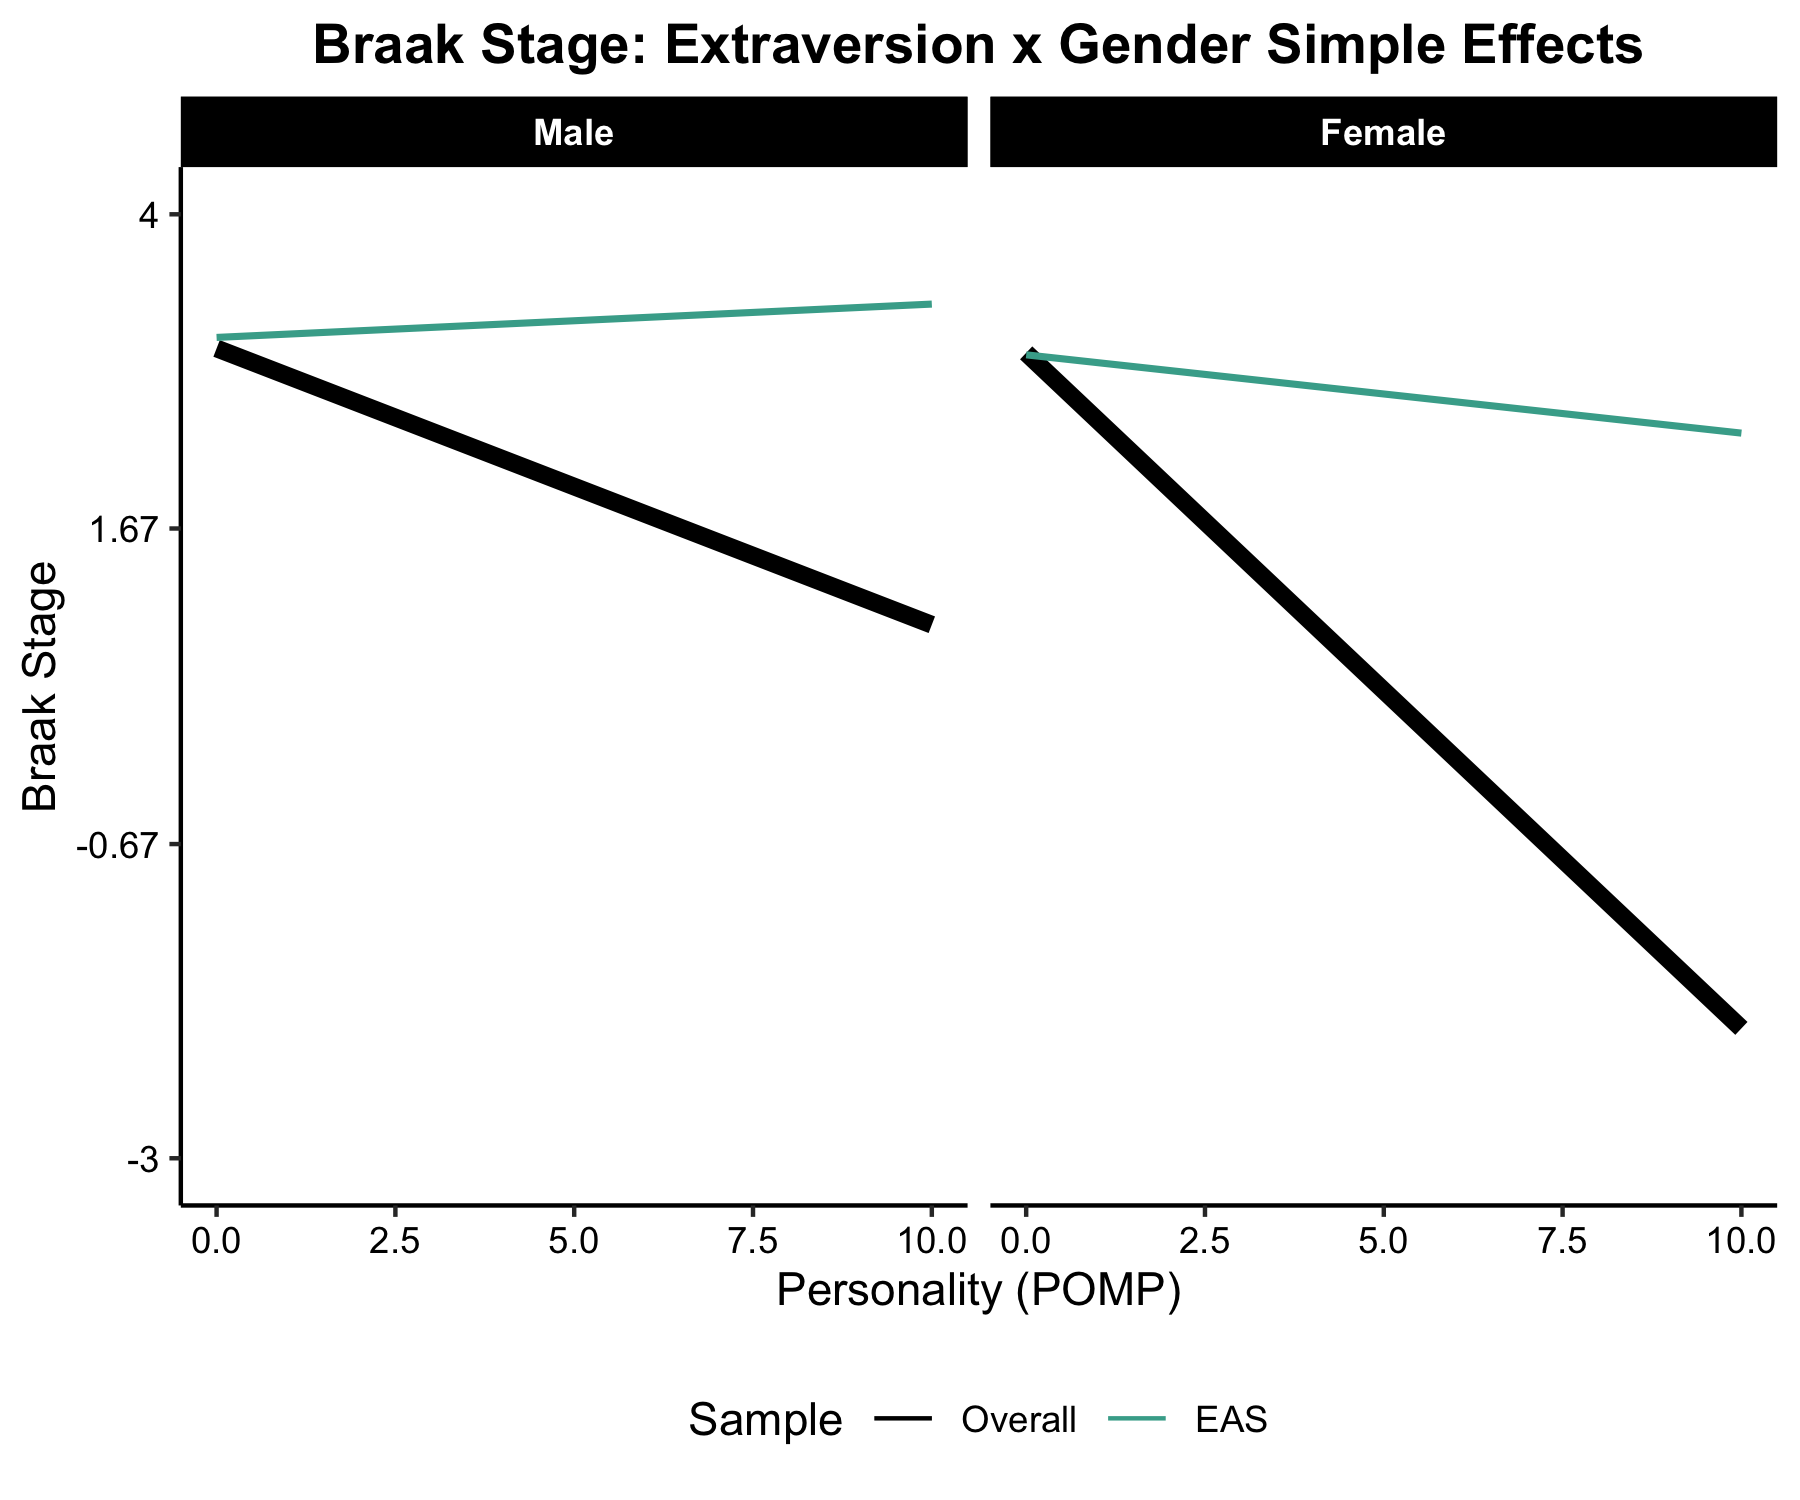 Braak Stage: Extraversion x Gender Simple Effects
Male
Female
4
1.67
-0.67
-3
Braak Stage
0.0 2.5 5.0 7.5 10.0
0.0 2.5 5.0 7.5 10.0
Personality (POMP)
Sample Overall EAS